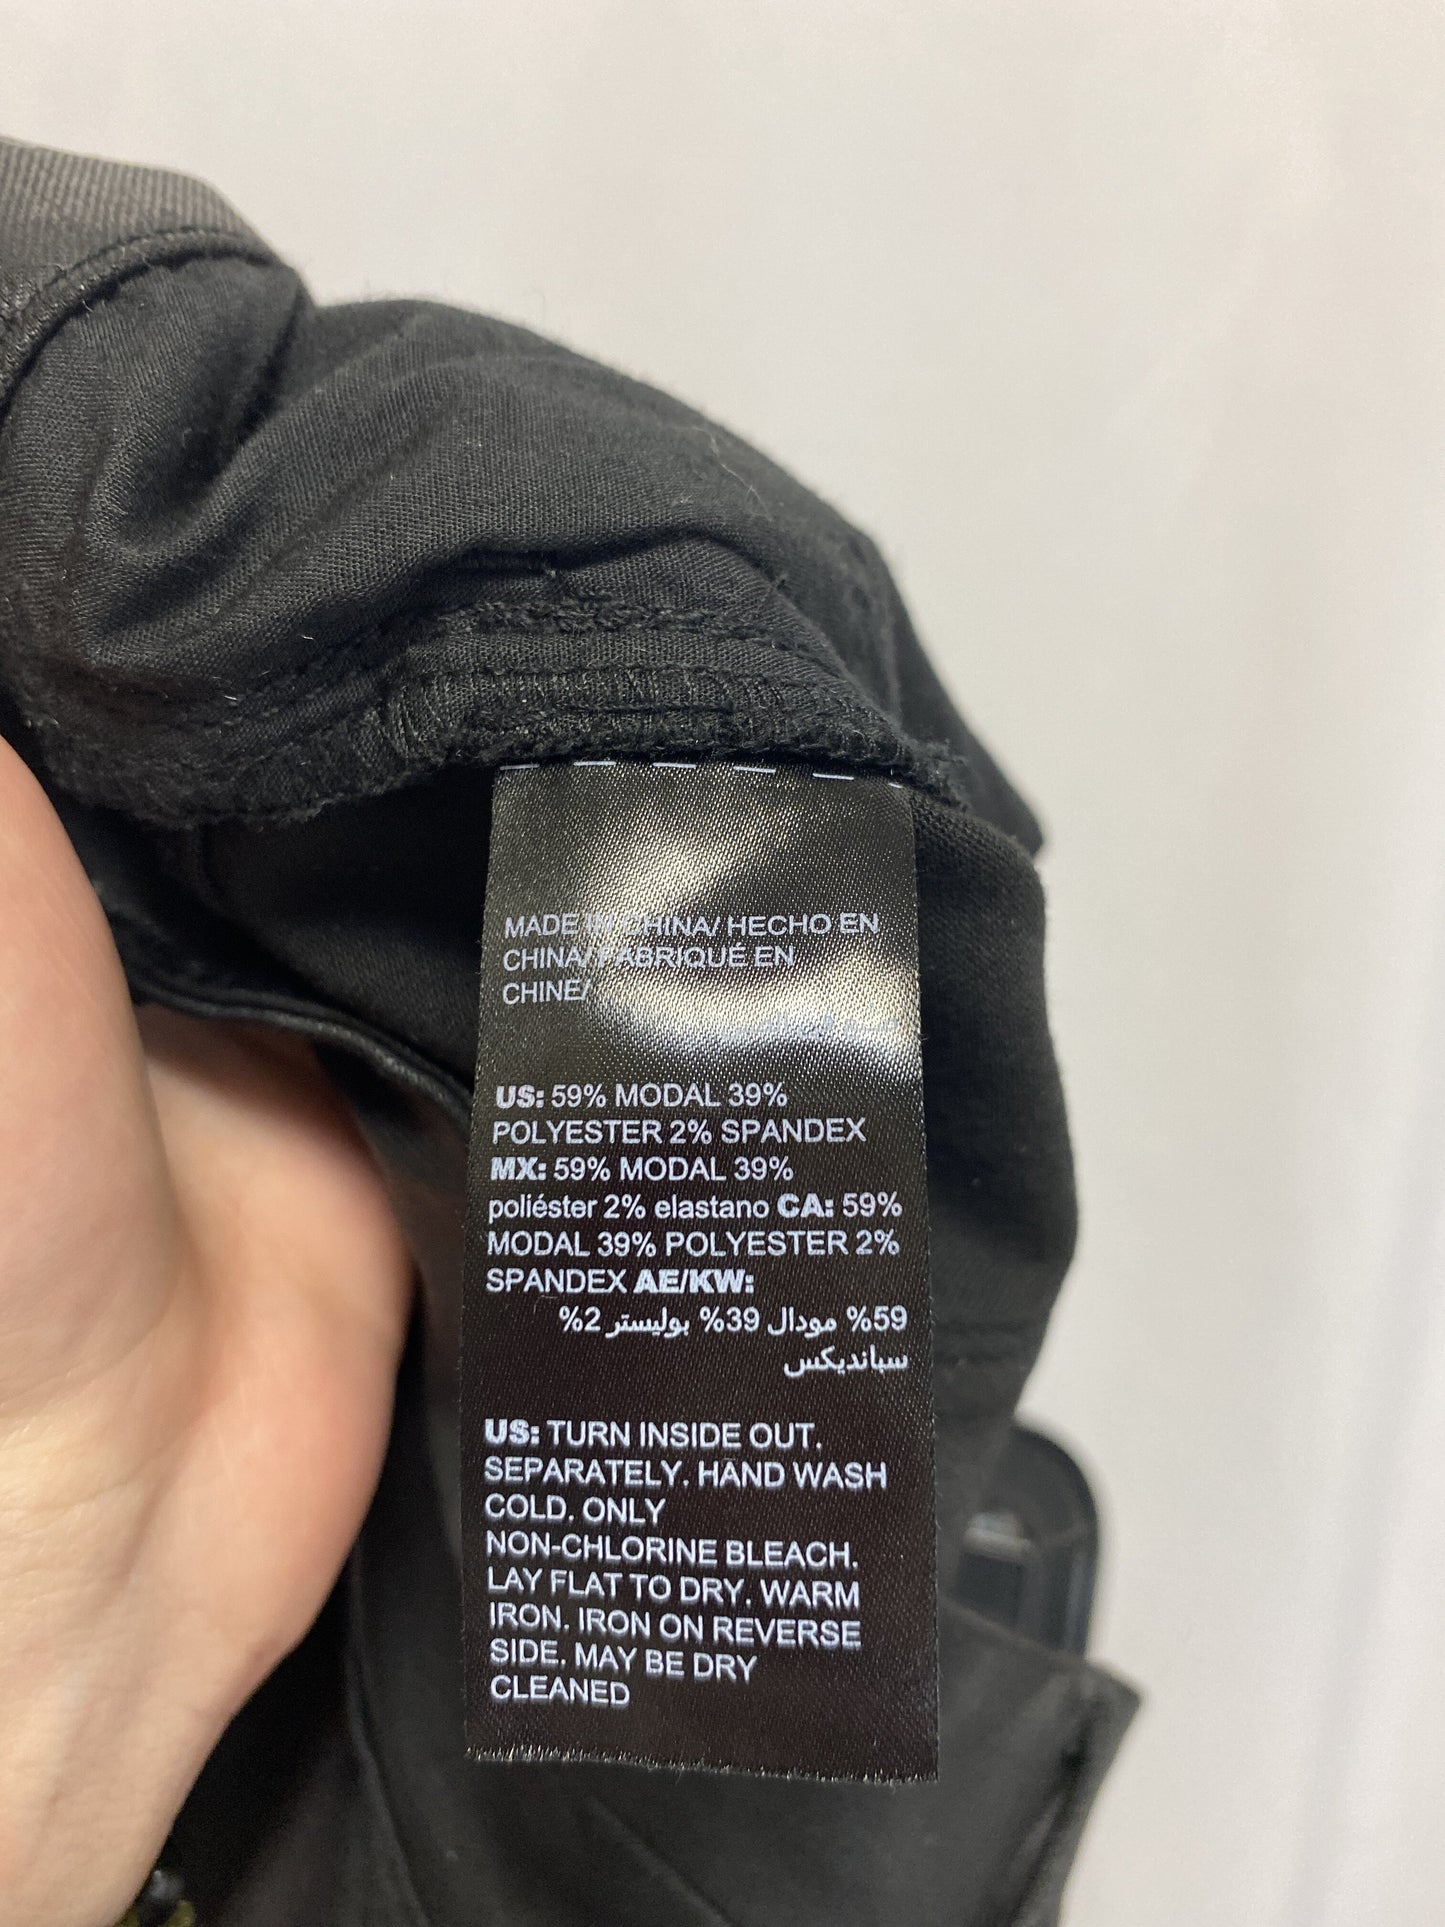 MADE IN CHINA/ HECHO EN
CHINA/ FABRIQUÉ EN
CHINE/
US: 59% MODAL 39%
POLYESTER 2% SPANDEX
MX: 59% MODAL 39%
poliéster 2% elastano CA: 59%
MODAL 39% POLYESTER 2%
SPANDEX AE/KW:
59% مودال 39% بوليستر 2%
سبانديكس
US: TURN INSIDE OUT.
SEPARATELY. HAND WASH
COLD. ONLY
NON-CHLORINE BLEACH.
LAY FLAT TO DRY. WARM
IRON. IRON ON REVERSE
SIDE. MAY BE DRY
CLEANED